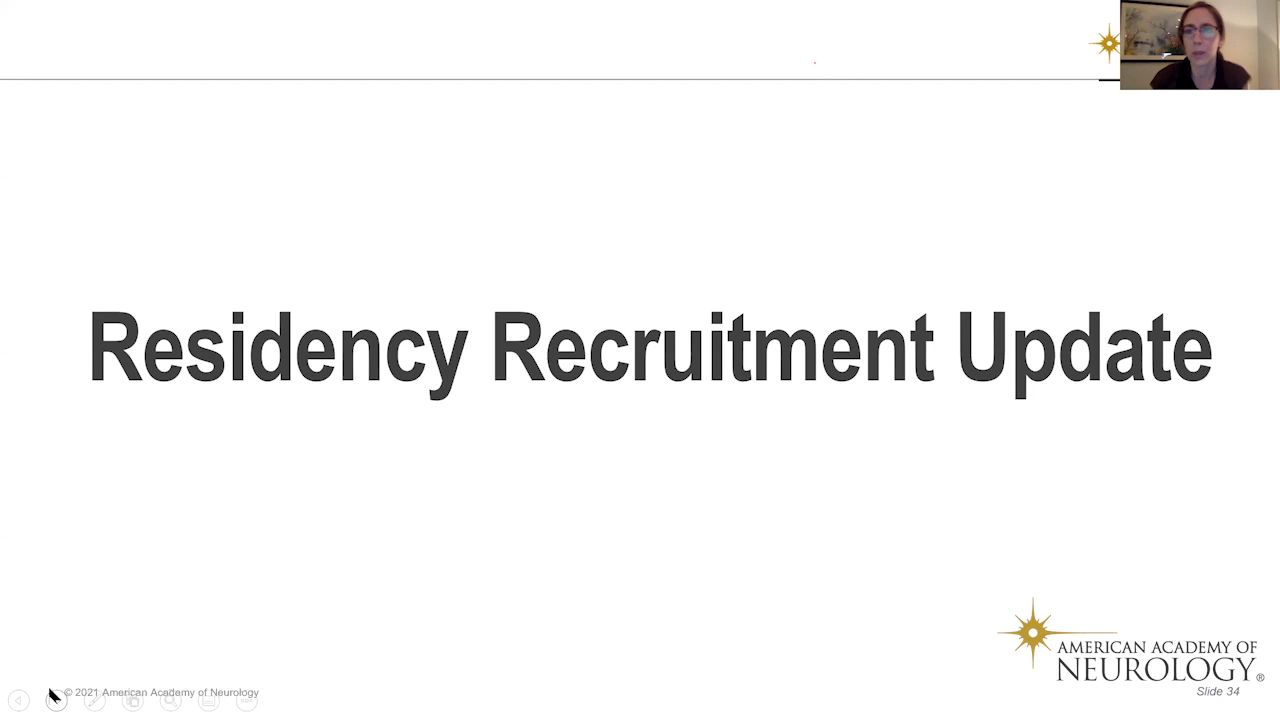 Residency Recruitment Update
AMERICAN ACADEMY OF
NEUROLOGY®
Slide 34
© 2021 American Academy of Neurology